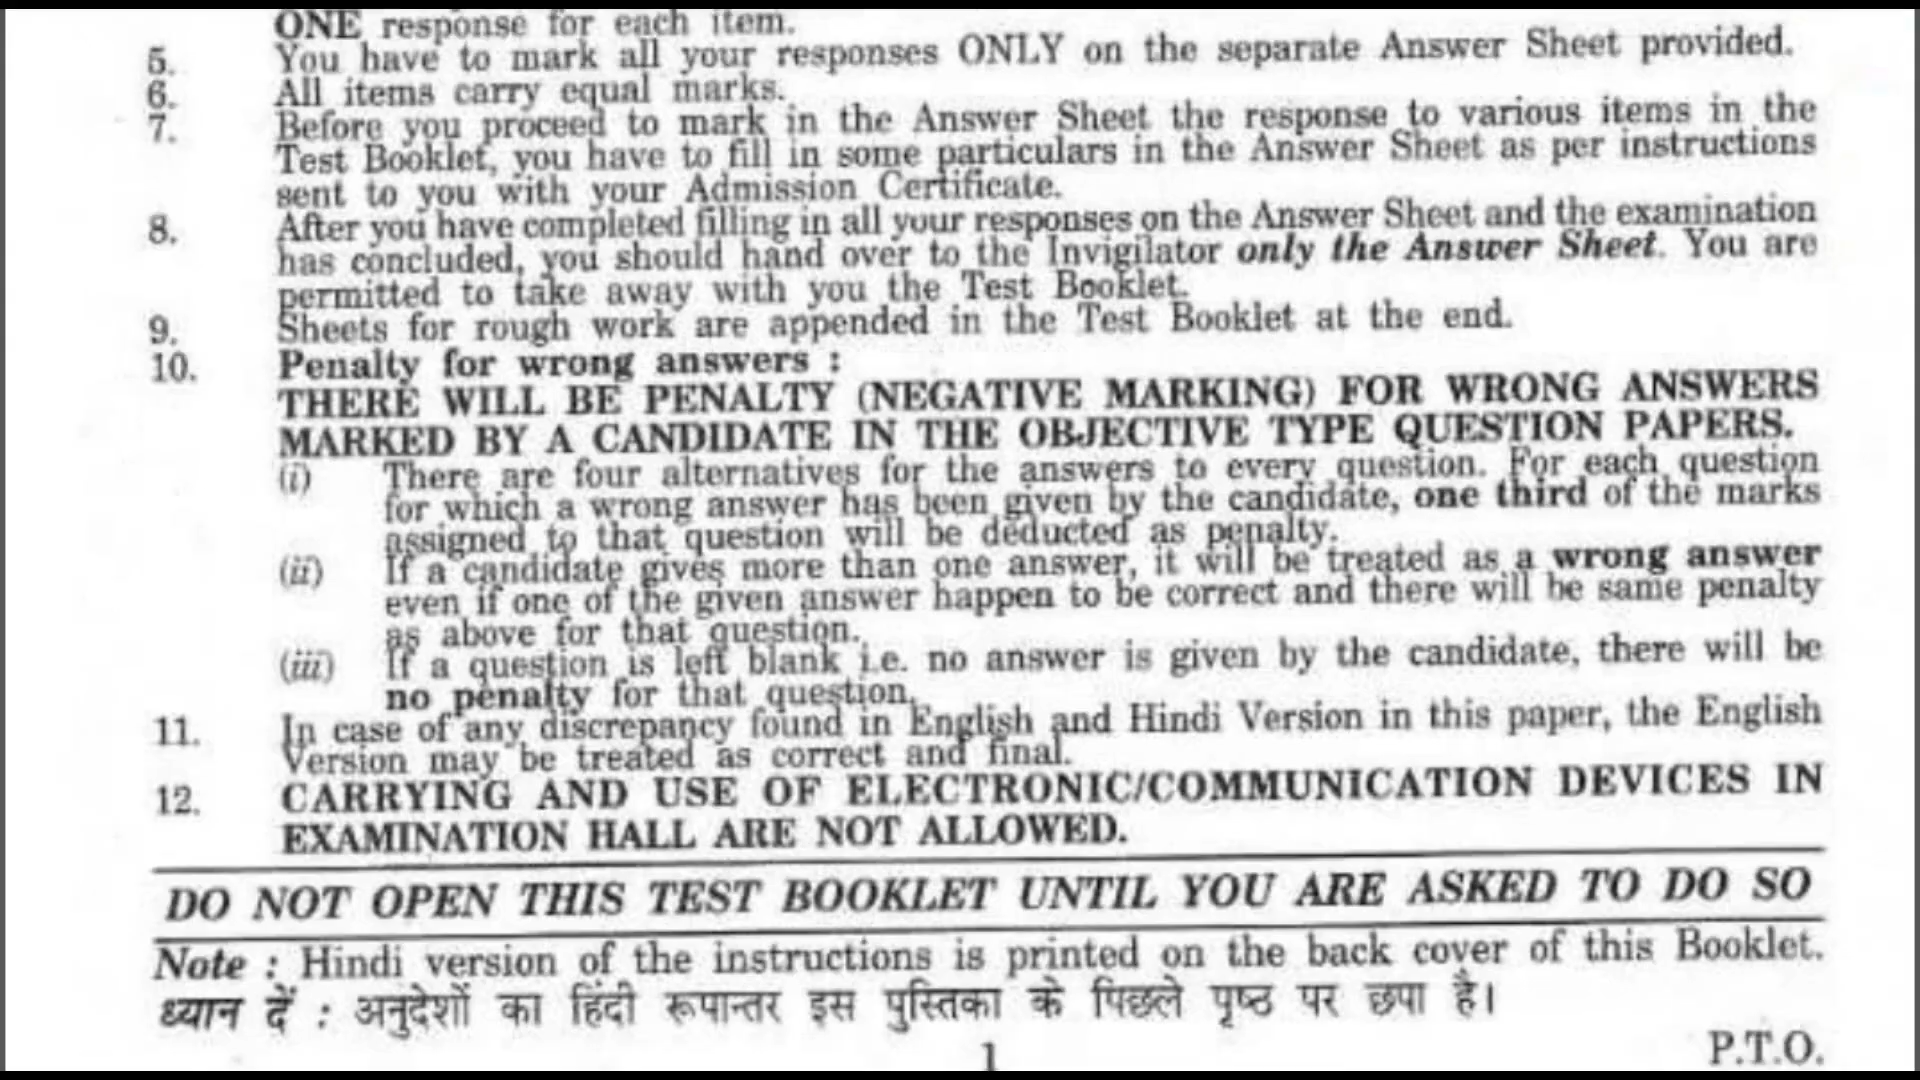 ONE response for each item.
5. You have to mark all your responses ONLY on the separate Answer Sheet provided.
6. All items carry equal marks.
7. Before you proceed to mark in the Answer Sheet the response to various items in the
Test Booklet, you have to fill in some particulars in the Answer Sheet as per instructions
sent to you with your Admission Certificate.
8. After you have completed filling in all your responses on the Answer Sheet and the examination
has concluded, you should hand over to the Invigilator only the Answer Sheet. You are
permitted to take away with you the Test Booklet.
9. Sheets for rough work are appended in the Test Booklet at the end.
10. Penalty for wrong answers :
THERE WILL BE PENALTY (NEGATIVE MARKING) FOR WRONG ANSWERS
MARKED BY A CANDIDATE IN THE OBJECTIVE TYPE QUESTION PAPERS.
(i) There are four alternatives for the answers to every question. For each question
for which a wrong answer has been given by the candidate, one third of the marks
assigned to that question will be deducted as penalty.
(ii) If a candidate gives more than one answer, it will be treated as a wrong answer
even if one of the given answer happen to be correct and there will be same penalty
as above for that question.
(iii) If a question is left blank i.e. no answer is given by the candidate, there will be
no penalty for that question.
11. In case of any discrepancy found in English and Hindi Version in this paper, the English
Version may be treated as correct and final.
12. CARRYING AND USE OF ELECTRONIC/COMMUNICATION DEVICES IN
EXAMINATION HALL ARE NOT ALLOWED.
DO NOT OPEN THIS TEST BOOKLET UNTIL YOU ARE ASKED TO DO SO
Note : Hindi version of the instructions is printed on the back cover of this Booklet.
ध्यान दें : अनुदेशों का हिंदी रूपान्तर इस पुस्तिका के पिछले पृष्ठ पर छपा है।
1
P.T.O.